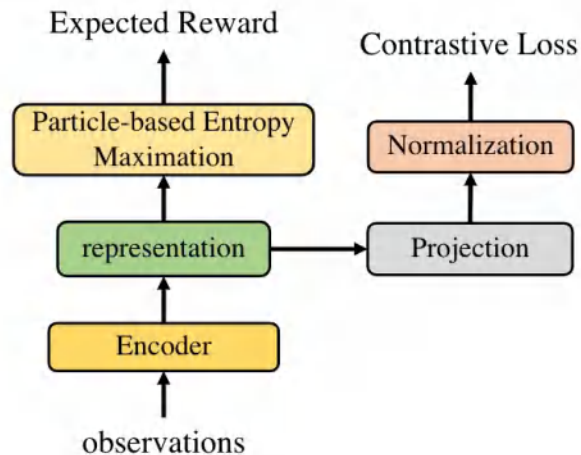 Expected Reward
Contrastive Loss
Particle-based Entropy
Maximation
Normalization
representation
Projection
Encoder
observations